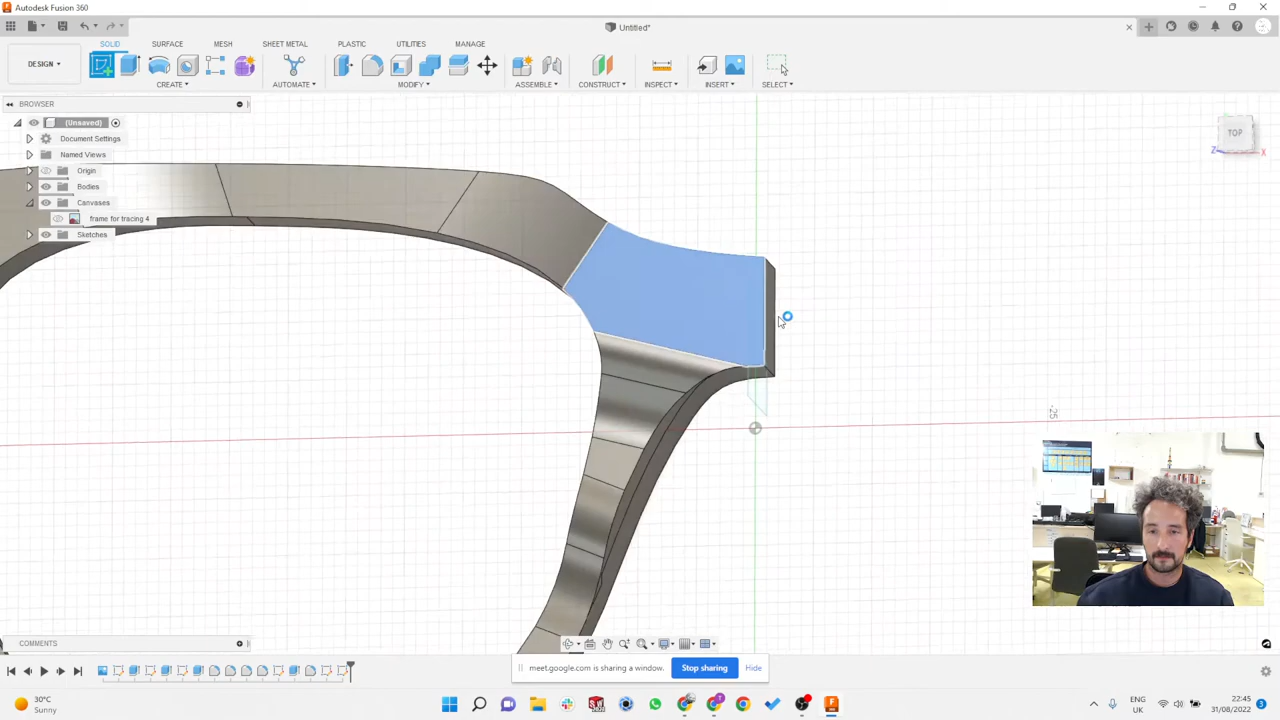 Autodesk Fusion 360
Untitled*
SOLID SURFACE MESH SHEET METAL PLASTIC UTILITIES MANAGE
DESIGN
CREATE AUTOMATE MODIFY ASSEMBLE CONSTRUCT INSPECT INSERT SELECT
BROWSER
(Unsaved)
Document Settings
Named Views
Origin
Bodies
Canvases
frame for tracing 4
Sketches
TOP
Z X
-25
COMMENTS
meet.google.com is sharing a window. Stop sharing Hide
30°C
Sunny
ENG
UK
22:45
31/08/2022
3